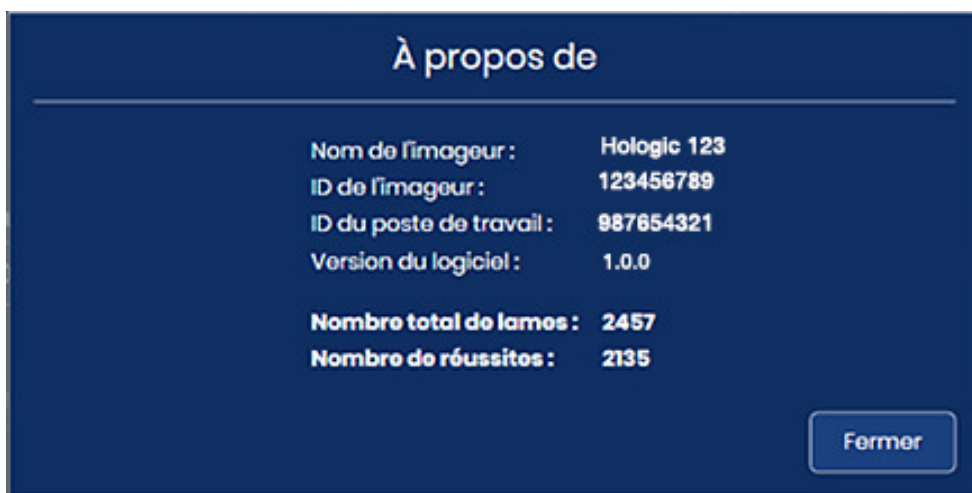 À propos de
Nom de l'imageur : Hologic 123
ID de l'imageur : 123456789
ID du poste de travail : 987654321
Version du logiciel : 1.0.0
Nombre total de lames : 2457
Nombre de réussites : 2135
Fermer